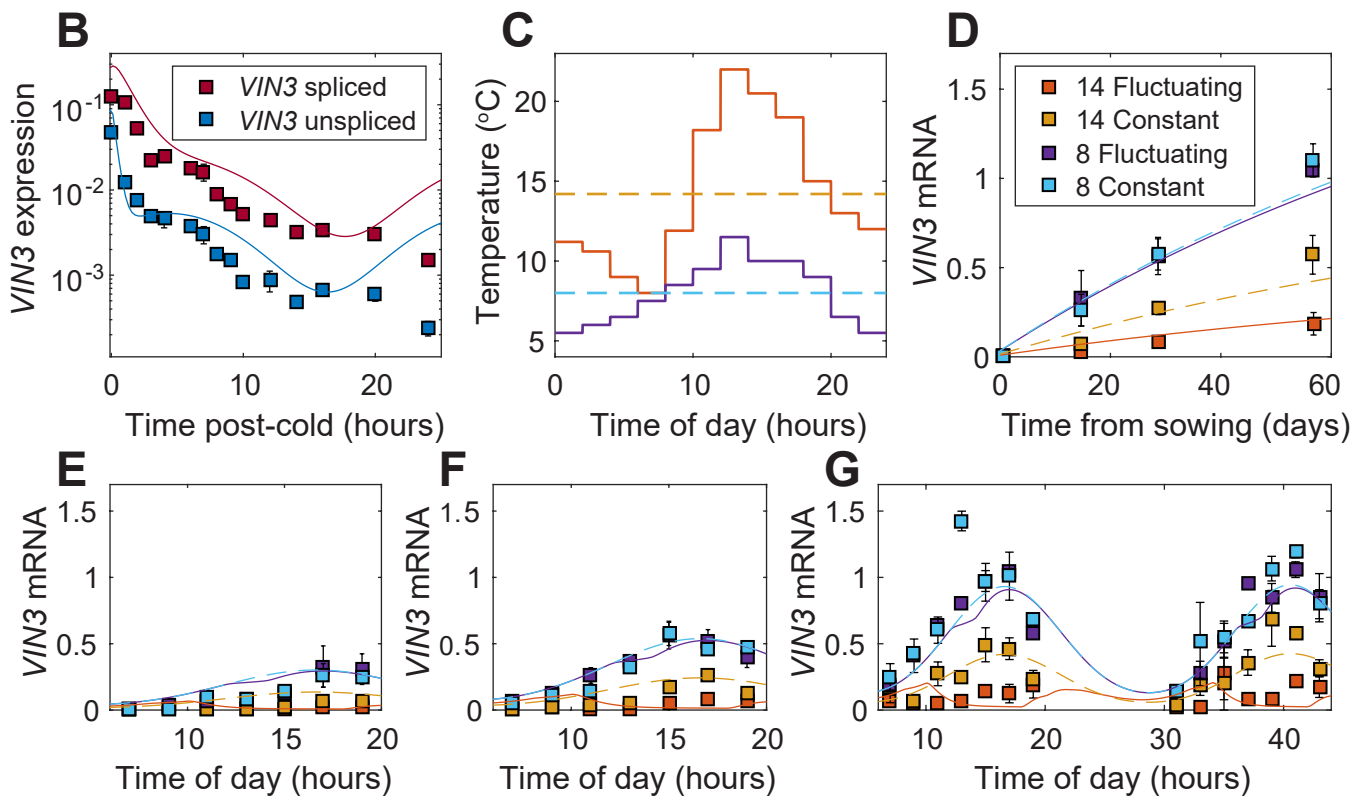 B
VIN3 expression
10⁻¹
10⁻²
10⁻³
VIN3 spliced
VIN3 unspliced
0 10 20
Time post-cold (hours)
C
Temperature (°C)
20
15
10
5
0 10 20
Time of day (hours)
D
VIN3 mRNA
1.5
1
0.5
0
14 Fluctuating
14 Constant
8 Fluctuating
8 Constant
0 20 40 60
Time from sowing (days)
E
VIN3 mRNA
1.5
1
0.5
0
10 15 20
Time of day (hours)
F
VIN3 mRNA
1.5
1
0.5
0
10 15 20
Time of day (hours)
G
VIN3 mRNA
1.5
1
0.5
0
10 20 30 40
Time of day (hours)